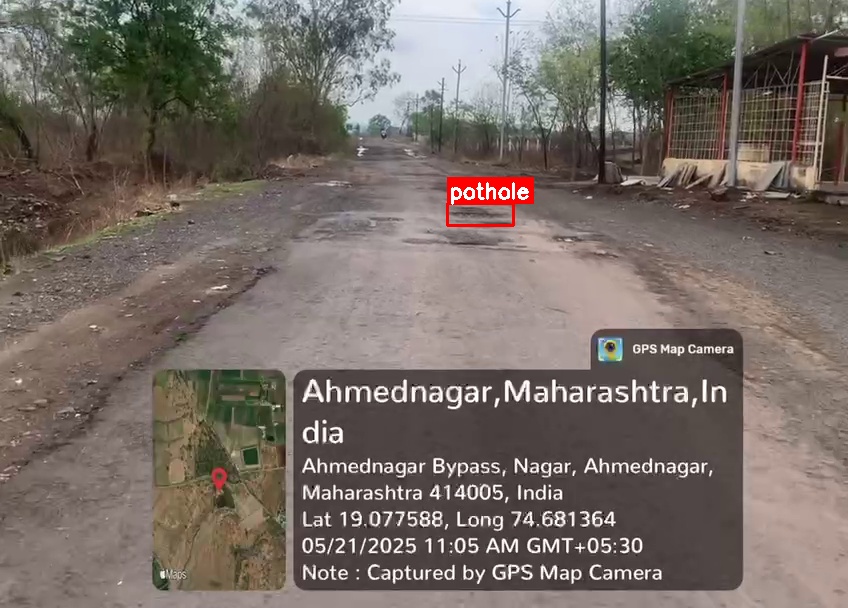 pothole
GPS Map Camera
Ahmednagar,Maharashtra,In
dia
Ahmednagar Bypass, Nagar, Ahmednagar,
Maharashtra 414005, India
Lat 19.077588, Long 74.681364
05/21/2025 11:05 AM GMT+05:30
Note : Captured by GPS Map Camera
Maps